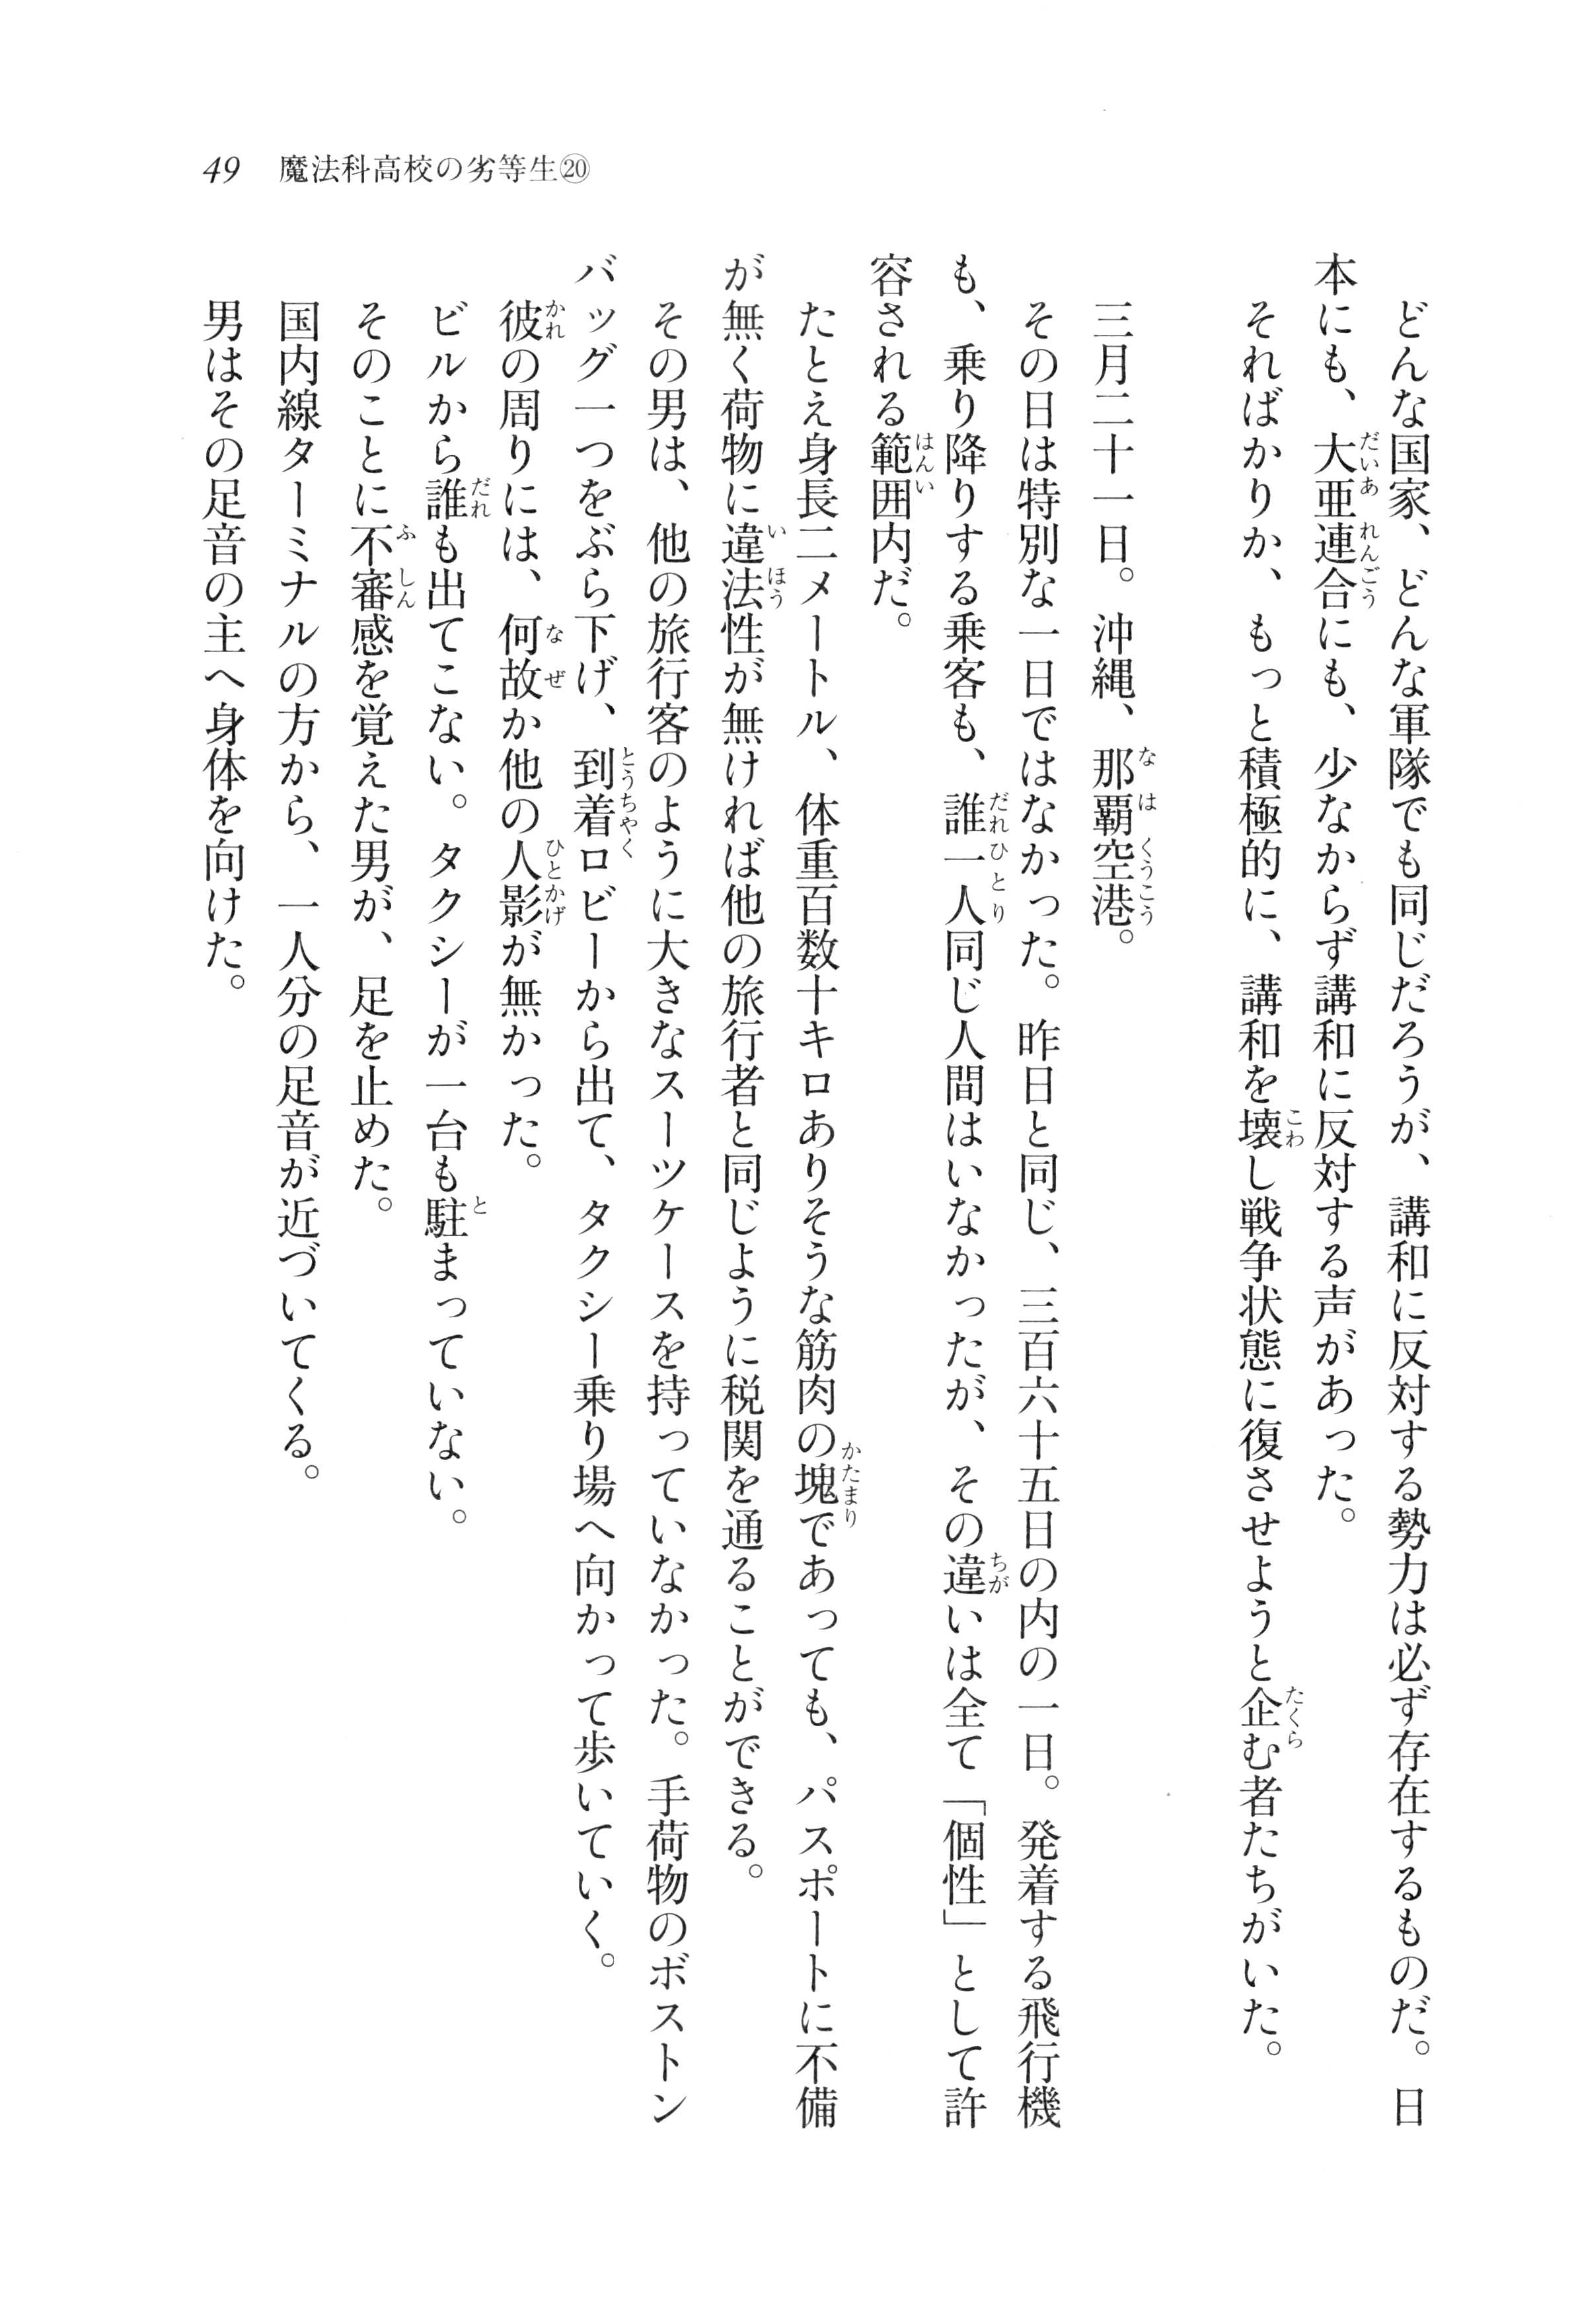 49 魔法科高校の劣等生⑳
どんな国家、どんな軍隊でも同じだろうが、講和に反対する勢力は必ず存在するものだ。日
本にも、大亜連合にも、少なからず講和に反対する声があった。
そればかりか、もっと積極的に、講和を壊し戦争状態に復させようと企む者たちがいた。
三月二十一日。沖縄、那覇空港。
その日は特別な一日ではなかった。昨日と同じ、三百六十五日の内の一日。発着する飛行機
も、乗り降りする乗客も、誰一人同じ人間はいなかったが、その違いは全て「個性」として許
容される範囲内だ。
たとえ身長二メートル、体重百数十キロありそうな筋肉の塊であっても、パスポートに不備
が無く荷物に違法性が無ければ他の旅行者と同じように税関を通ることができる。
その男は、他の旅行客のように大きなスーツケースを持っていなかった。手荷物のボストン
バッグ一つをぶら下げ、到着ロビーから出て、タクシー乗り場へ向かって歩いていく。
彼の周りには、何故か他の人影が無かった。
ビルから誰も出てこない。タクシーが一台も駐まっていない。
そのことに不審感を覚えた男が、足を止めた。
国内線ターミナルの方から、一人分の足音が近づいてくる。
男はその足音の主へ身体を向けた。